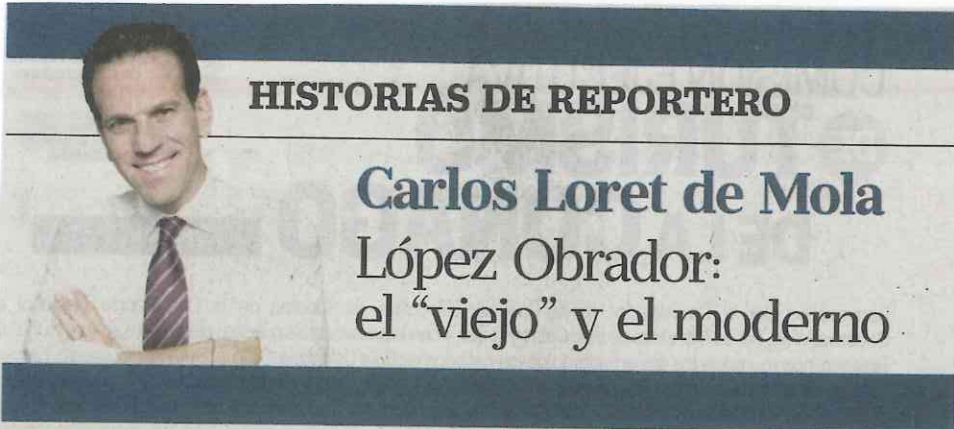 HISTORIAS DE REPORTERO
Carlos Loret de Mola
López Obrador:
el “viejo” y el moderno